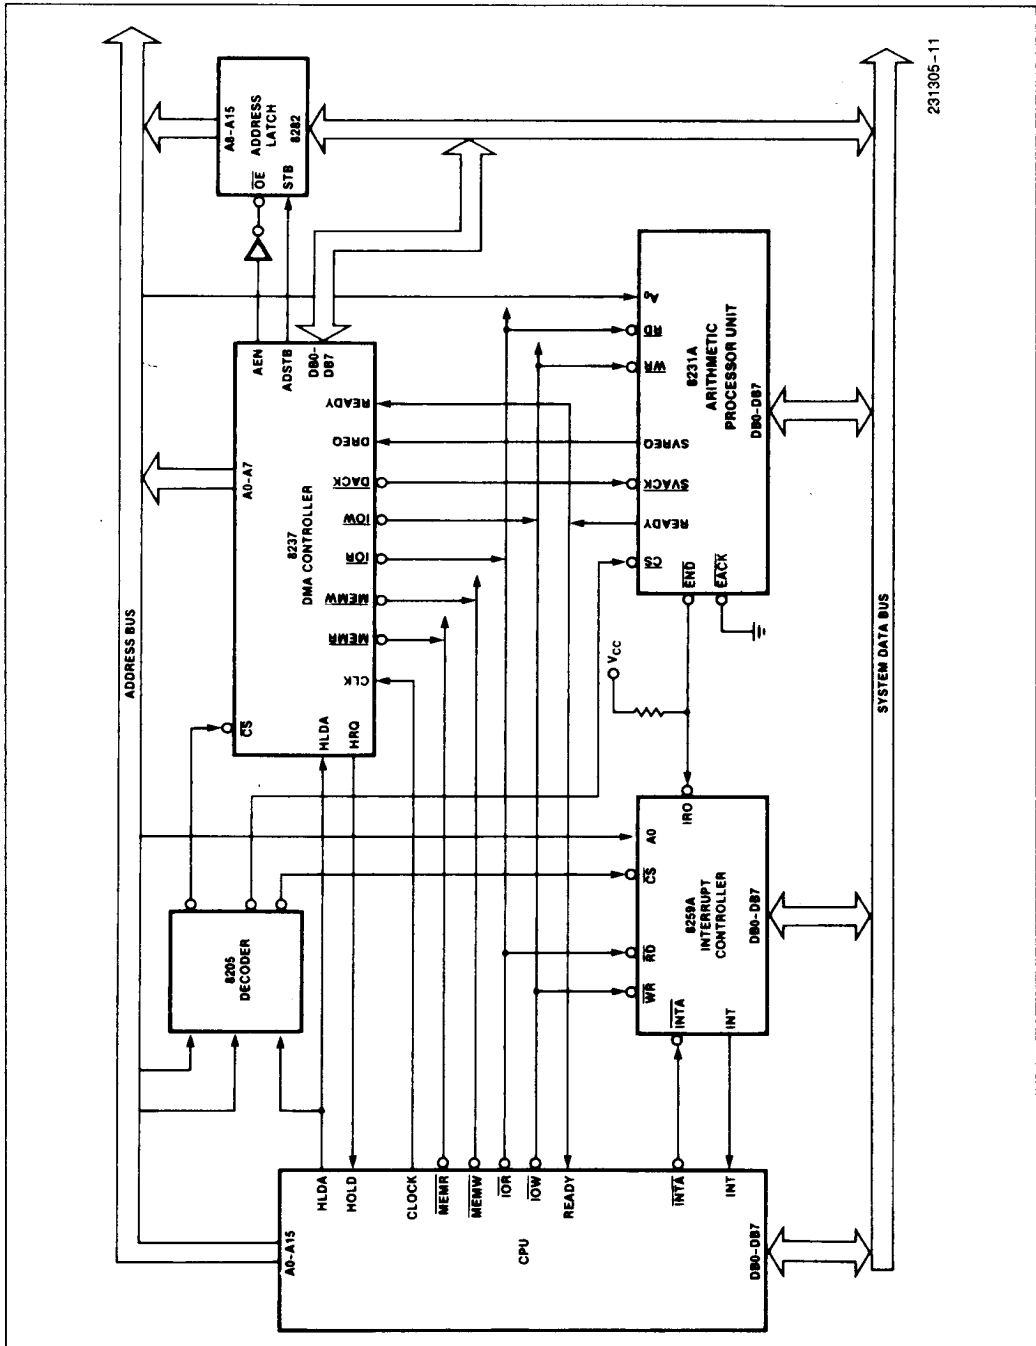 ADDRESS BUS
A8-A15
ADDRESS LATCH
8282
OE
STB
231305-11
8205
DECODER
CS
A0-A7
AEN
ADSTB
DB0-
DB7
8237
DMA CONTROLLER
HLDA
HRQ
CLK
MEMR
MEMW
IOR
IOW
DACK
DREQ
READY
A0-A15
HLDA
HOLD
CLOCK
MEMR
MEMW
IOR
IOW
READY
INTA
INT
CPU
DB0-DB7
INTA
INT
WR
RD
CS
A0
IRO
8259A
INTERRUPT
CONTROLLER
DB0-DB7
VCC
CS
READY
SVACK
SVREQ
WR
RD
A0
END
EACK
8231A
ARITHMETIC
PROCESSOR UNIT
DB0-DB7
SYSTEM DATA BUS